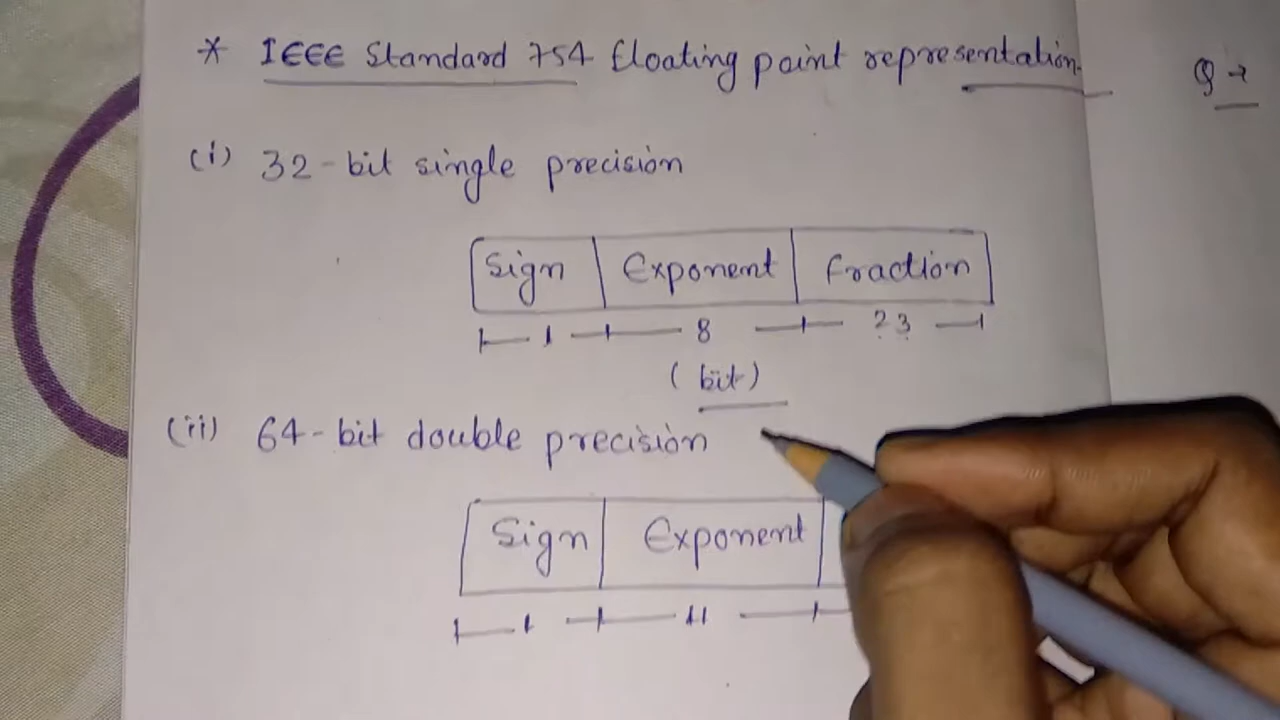 * IEEE Standard 754 floating point representation.
Q →
(i) 32-bit single precision
Sign Exponent Fraction
1 8 23
(bit)
(ii) 64-bit double precision
Sign Exponent
1 11